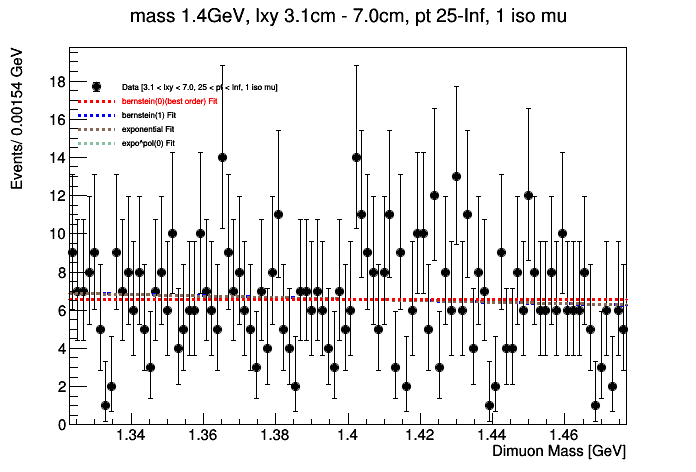 mass 1.4GeV, lxy 3.1cm - 7.0cm, pt 25-Inf, 1 iso mu
Events/ 0.00154 GeV
Data [3.1 < lxy < 7.0, 25 < pt < Inf, 1 iso mu]
bernstein(0)(best order) Fit
bernstein(1) Fit
exponential Fit
expo*pol(0) Fit
18
16
14
12
10
8
6
4
2
0
1.34 1.36 1.38 1.4 1.42 1.44 1.46
Dimuon Mass [GeV]